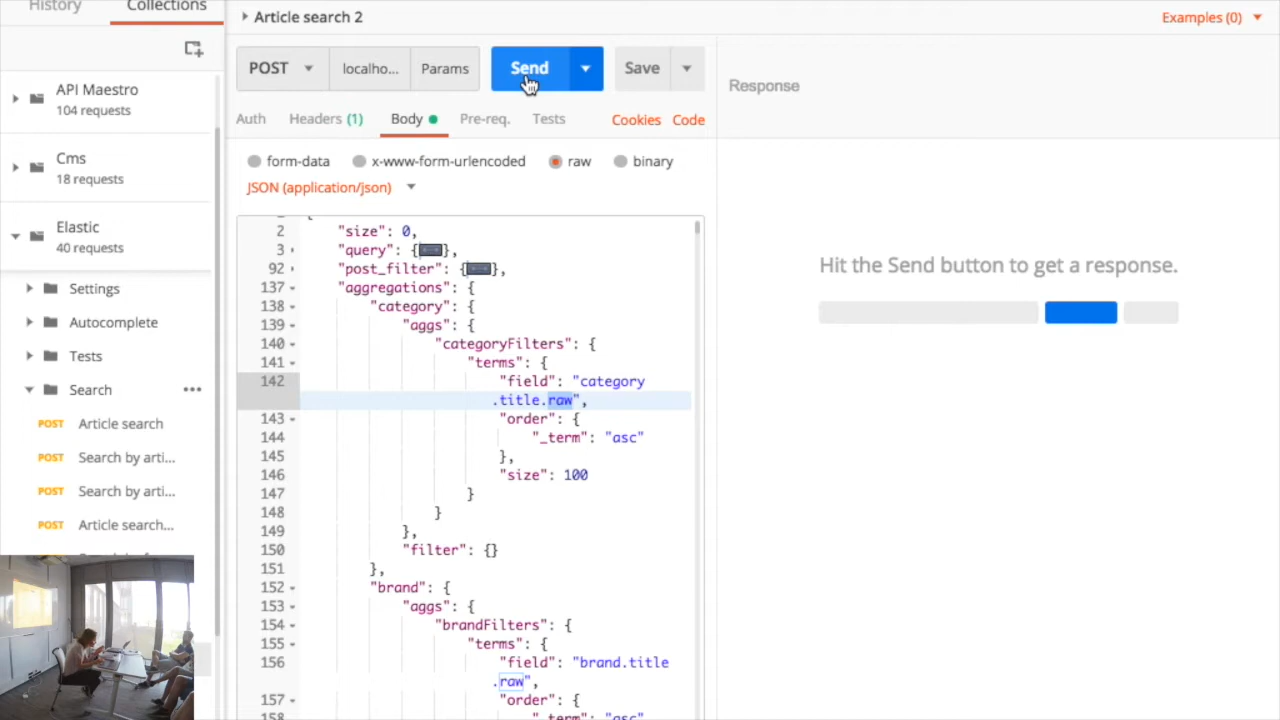 History
Collections
Article search 2
Examples (0)
POST
localho...
Params
Send
Save
Response
Auth
Headers (1)
Body
Pre-req.
Tests
Cookies
Code
form-data
x-www-form-urlencoded
raw
binary
JSON (application/json)
API Maestro
104 requests
Cms
18 requests
Elastic
40 requests
Settings
Autocomplete
Tests
Search
POST Article search
POST Search by arti...
POST Search by arti...
POST Article search...
2 "size": 0,
3 "query": {},
92 "post_filter": {},
137 "aggregations": {
138 "category": {
139 "aggs": {
140 "categoryFilters": {
141 "terms": {
142 "field": "category
.title.raw",
143 "order": {
144 "_term": "asc"
145 },
146 "size": 100
147 }
148 }
149 },
150 "filter": {}
151 },
152 "brand": {
153 "aggs": {
154 "brandFilters": {
155 "terms": {
156 "field": "brand.title
.raw",
157 "order": {
158 "_term": "asc"
Hit the Send button to get a response.